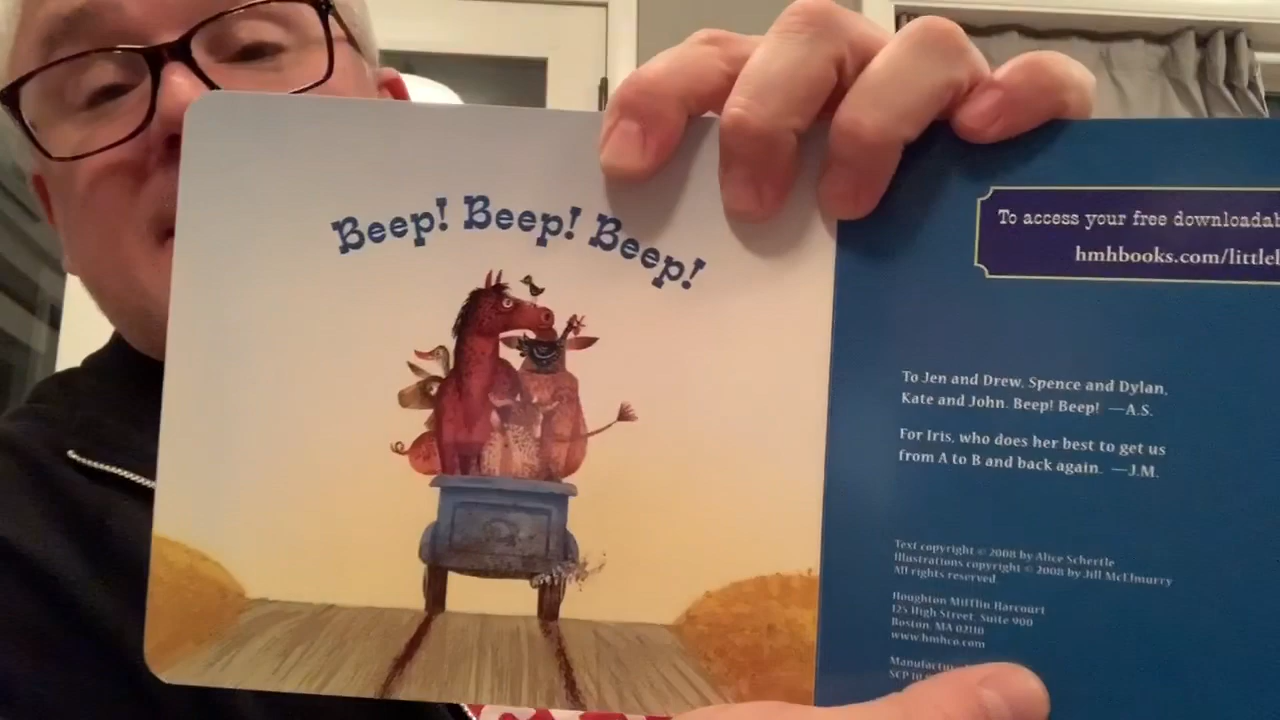 Beep! Beep! Beep!
To access your free
hmhbooks.com/
To Jen and Drew, Spence and Dylan,
Kate and John. Beep! Beep! —A.S.
For Iris, who does her best to get us
from A to B and back again. —J.M.
Text copyright © 2008 by Alice Schertle
Illustrations copyright © 2008 by Jill McElmurry
All rights reserved.
Houghton Mifflin Harcourt
125 High Street, Suite 900
Boston, MA 02110
www.hmhco.com
SCP 10